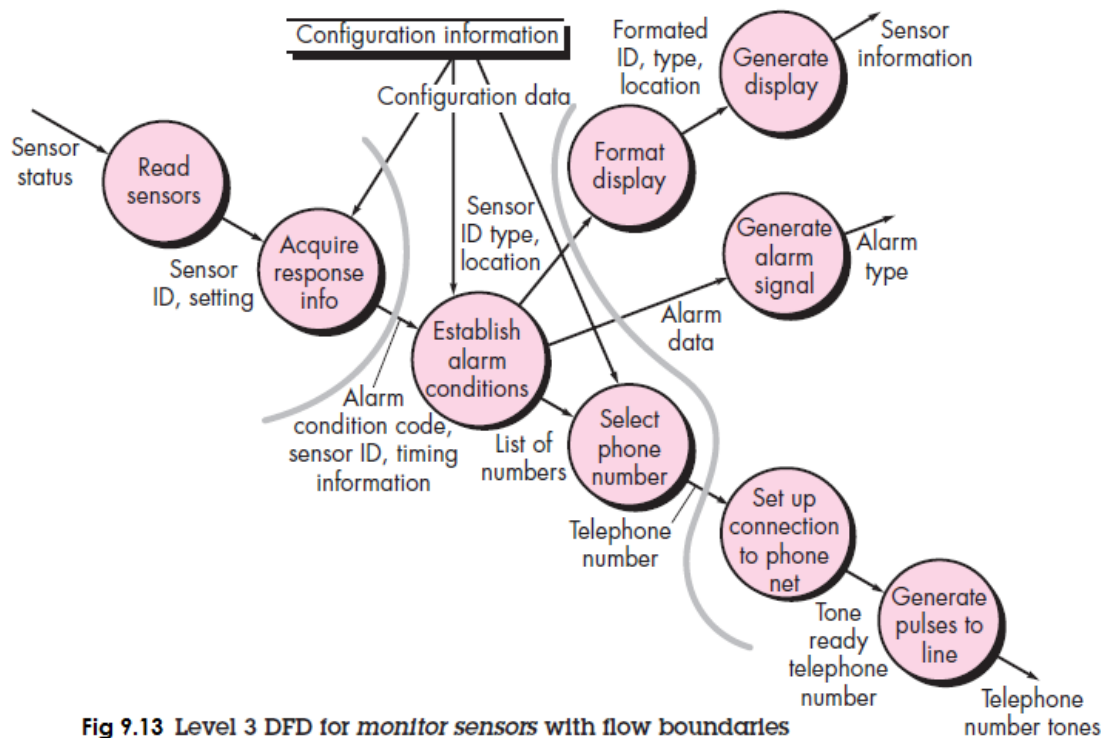 Configuration information
Configuration data
Sensor
status
Read
sensors
Sensor
ID, setting
Acquire
response
info
Alarm
condition code,
sensor ID, timing
information
Establish
alarm
conditions
Sensor
ID type,
location
Format
display
Formated
ID, type,
location
Generate
display
Sensor
information
Alarm
data
Generate
alarm
signal
Alarm
type
List of
numbers
Select
phone
number
Telephone
number
Set up
connection
to phone
net
Tone
ready
telephone
number
Generate
pulses to
line
Telephone
number tones
Fig 9.13 Level 3 DFD for monitor sensors with flow boundaries